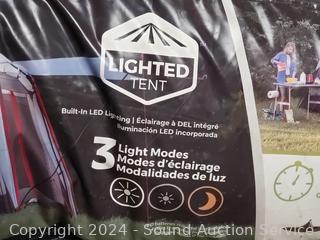 LIGHTED
TENT
Built-In LED Lighting | Éclairage à DEL intégré
Iluminación LED incorporada
3 Light Modes
Modes d'éclairage
Modalidades de luz
Copyright 2024 - Sound Auction Service